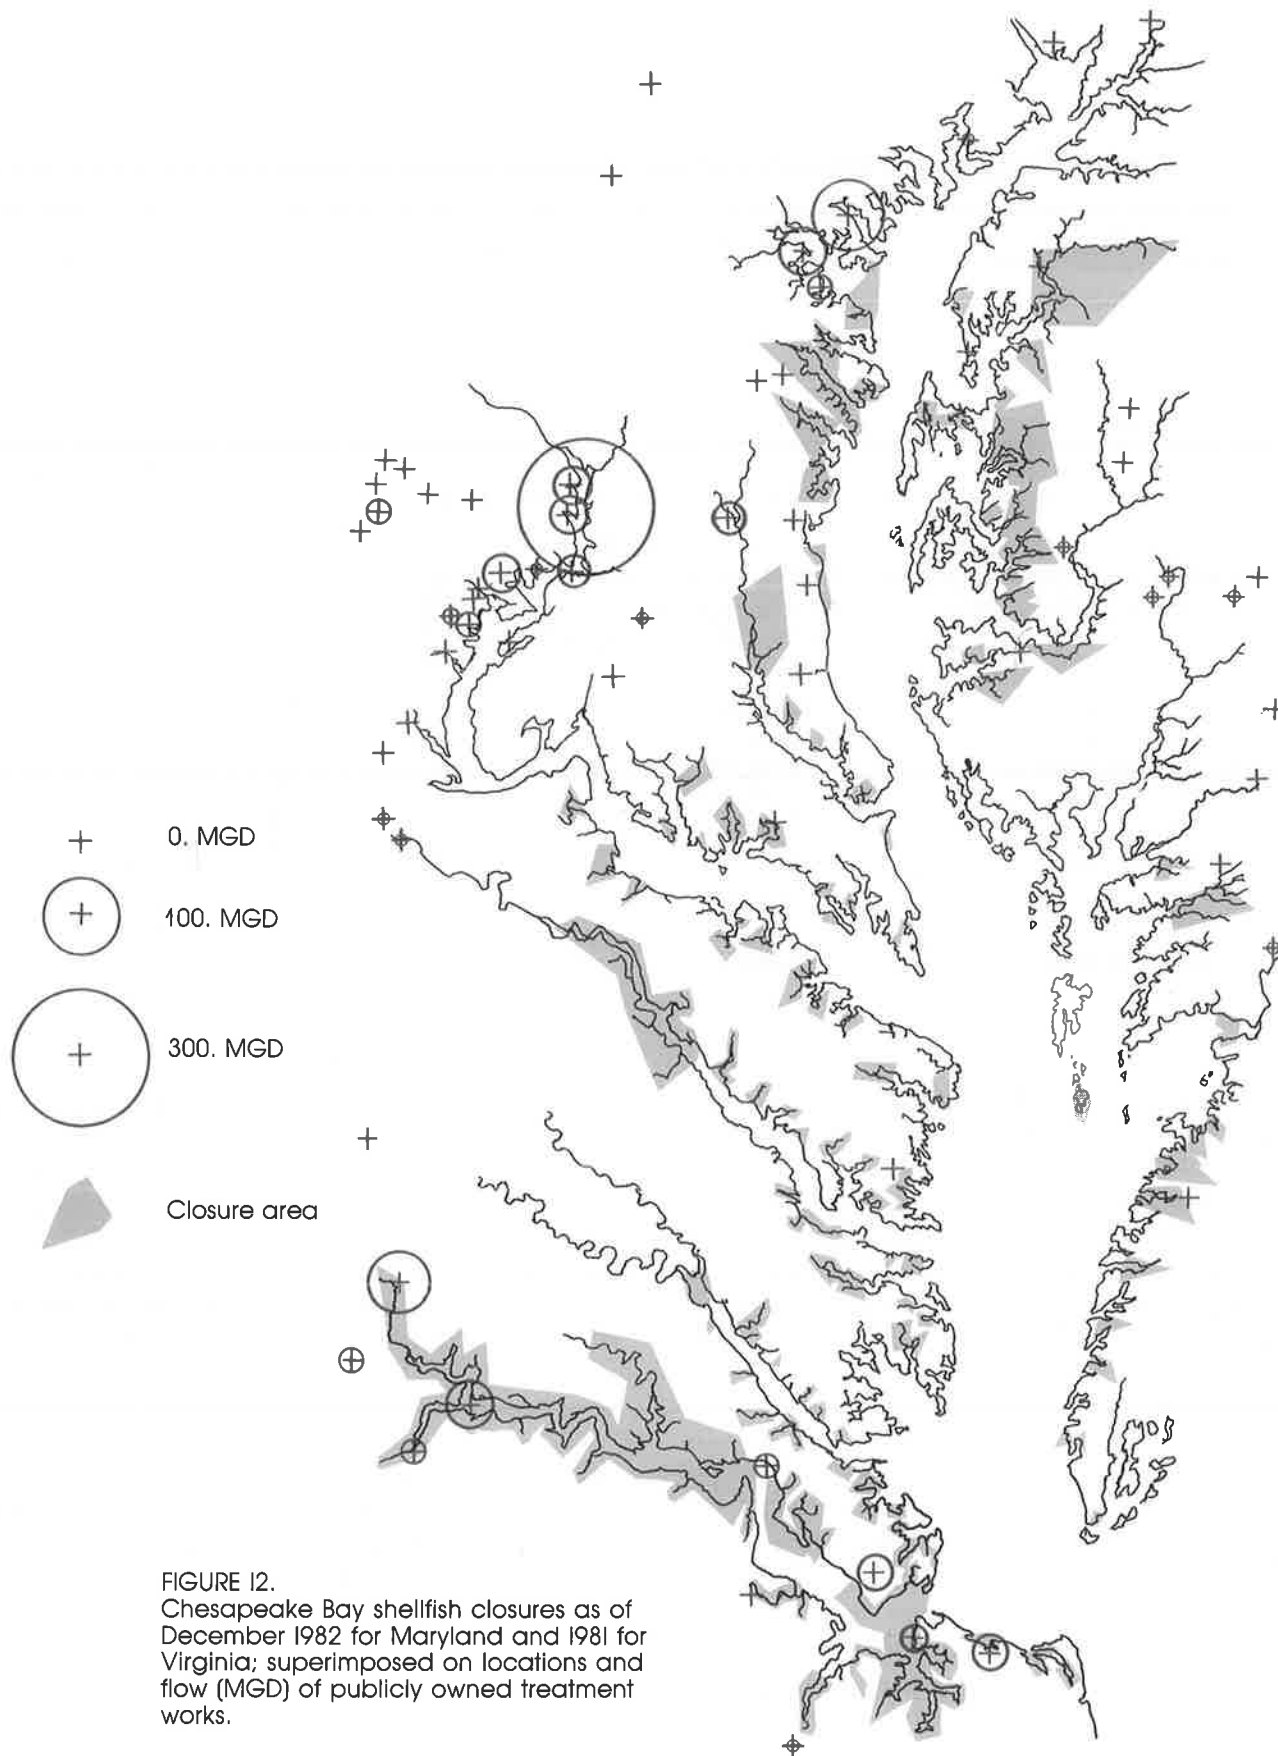 0. MGD
100. MGD
300. MGD
Closure area
FIGURE 12.
Chesapeake Bay shellfish closures as of
December 1982 for Maryland and 1981 for
Virginia; superimposed on locations and
flow (MGD) of publicly owned treatment
works.